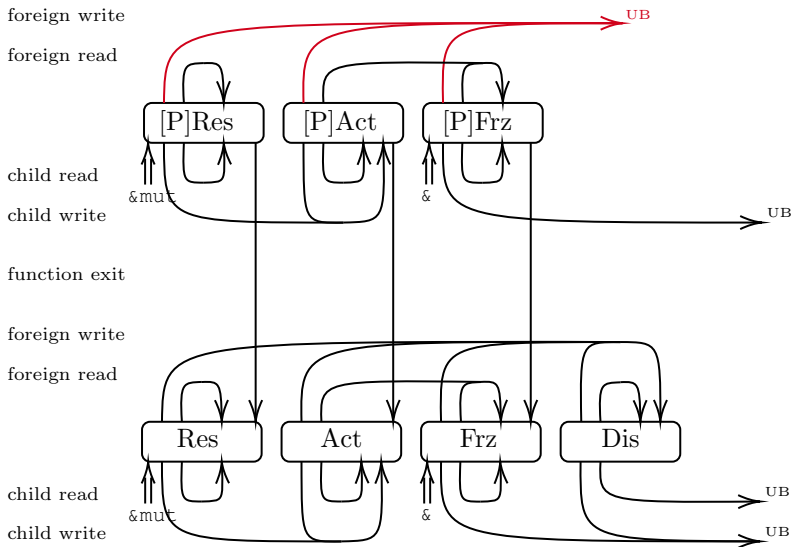 foreign write
UB
foreign read
[P]Res [P]Act [P]Frz
child read
&mut &
child write
UB
function exit
foreign write
foreign read
Res Act Frz Dis
child read
UB
&mut &
child write
UB